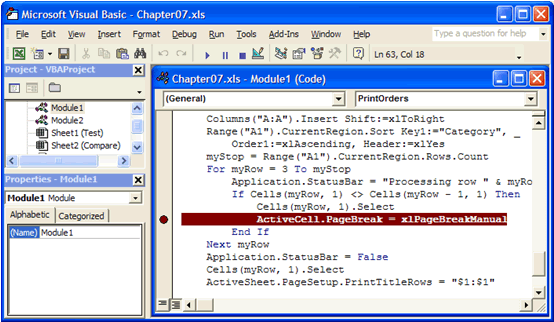 Microsoft Visual Basic - Chapter07.xls
File Edit View Insert Format Debug Run Tools Add-Ins Window Help Type a question for help
Ln 63, Col 18
Project - VBAProject
Module1
Module2
Sheet1 (Test)
Sheet2 (Compare)
Properties - Module1
Module1 Module
Alphabetic Categorized
(Name) Module1
Chapter07.xls - Module1 (Code)
(General) PrintOrders
Columns("A:A").Insert Shift:=xlToRight
Range("A1").CurrentRegion.Sort Key1:="Category", _
Order1:=xlAscending, Header:=xlYes
myStop = Range("A1").CurrentRegion.Rows.Count
For myRow = 3 To myStop
Application.StatusBar = "Processing row " & myRo
If Cells(myRow, 1) <> Cells(myRow - 1, 1) Then
Cells(myRow, 1).Select
ActiveCell.PageBreak = xlPageBreakManual
End If
Next myRow
Application.StatusBar = False
Cells(myRow, 1).Select
ActiveSheet.PageSetup.PrintTitleRows = "$1:$1"